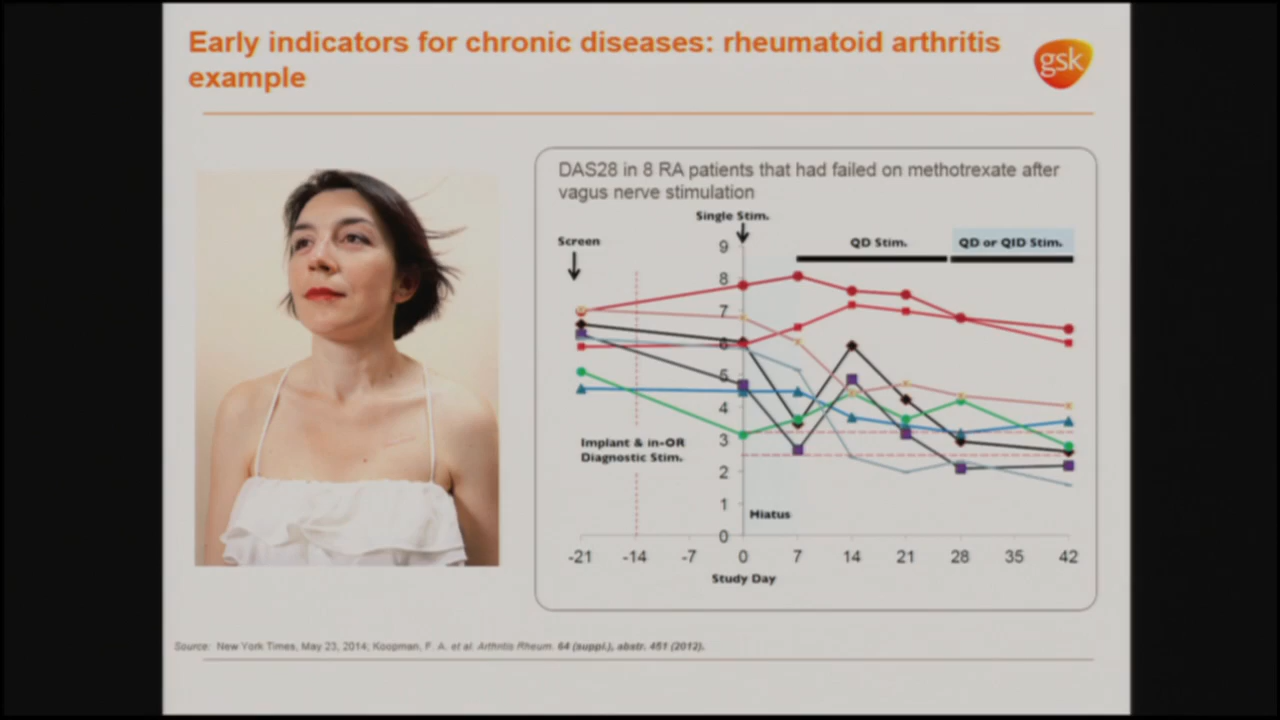 Early indicators for chronic diseases: rheumatoid arthritis
example
gsk
DAS28 in 8 RA patients that had failed on methotrexate after
vagus nerve stimulation
Single Stim.
Screen
QD Stim.
QD or QID Stim.
9
8
7
6
5
4
3
2
1
0
Implant & in-OR
Diagnostic Stim.
Hiatus
-21 -14 -7 0 7 14 21 28 35 42
Study Day
Source: New York Times, May 23, 2014; Koopman, F. A. et al. Arthritis Rheum. 64 (suppl.), abstr. 451 (2012).